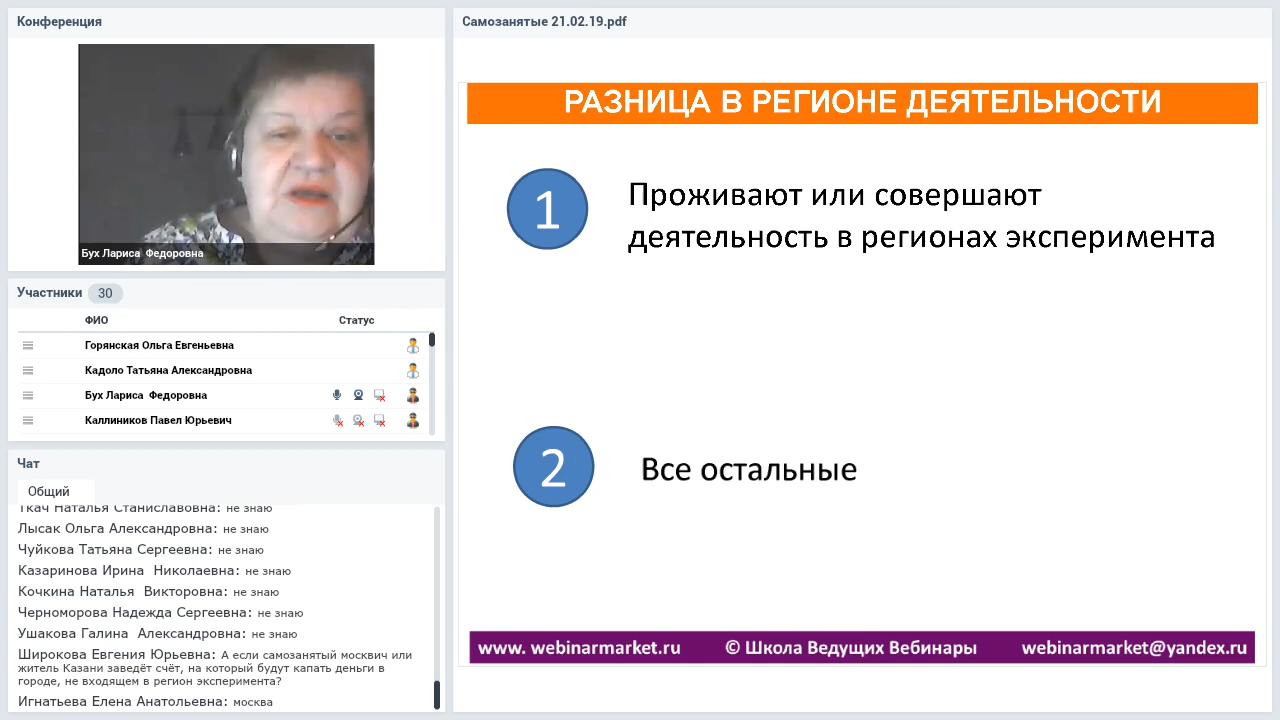 Конференция
Бух Лариса  Федоровна
Участники 30
ФИО Статус
Горянская Ольга Евгеньевна
Кадоло Татьяна Александровна
Бух Лариса  Федоровна
Каллиников Павел Юрьевич
Чат
Общий
Ткач Наталья Станиславовна: не знаю
Лысак Ольга Александровна: не знаю
Чуйкова Татьяна Сергеевна: не знаю
Казаринова Ирина  Николаевна: не знаю
Кочкина Наталья  Викторовна: не знаю
Черноморова Надежда Сергеевна: не знаю
Ушакова Галина  Александровна: не знаю
Широкова Евгения Юрьевна: А если самозанятый москвич или
житель Казани заведёт счёт, на который будут капать деньги в
городе, не входящем в регион эксперимента?
Игнатьева Елена Анатольевна: москва
Самозанятые 21.02.19.pdf
РАЗНИЦА В РЕГИОНЕ ДЕЯТЕЛЬНОСТИ
1
Проживают или совершают
деятельность в регионах эксперимента
2
Все остальные
www. webinarmarket.ru © Школа Ведущих Вебинары webinarmarket@yandex.ru